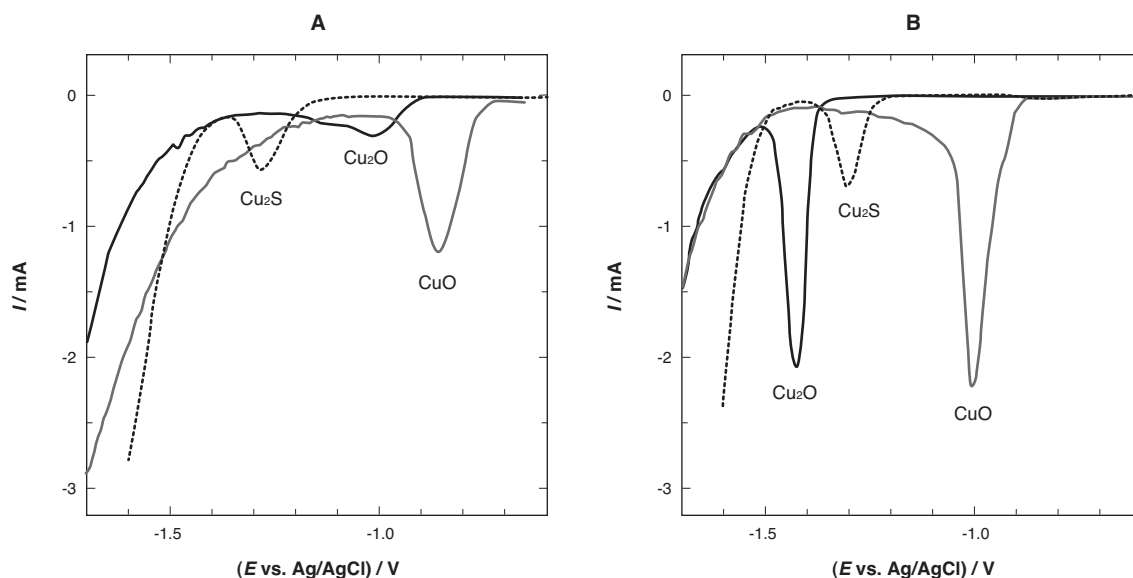 A
0
-1
-2
-3
I / mA
-1.5
-1.0
(E vs. Ag/AgCl) / V
Cu₂S
Cu₂O
CuO
B
0
-1
-2
-3
I / mA
-1.5
-1.0
(E vs. Ag/AgCl) / V
Cu₂S
Cu₂O
CuO